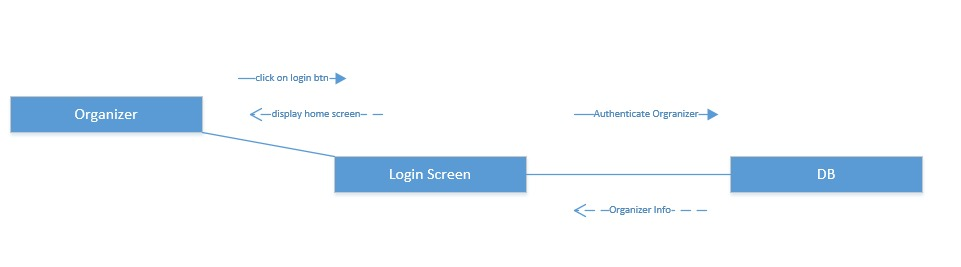 click on login btn
Organizer
display home screen
Authenticate Orgranizer
Login Screen
DB
Organizer Info